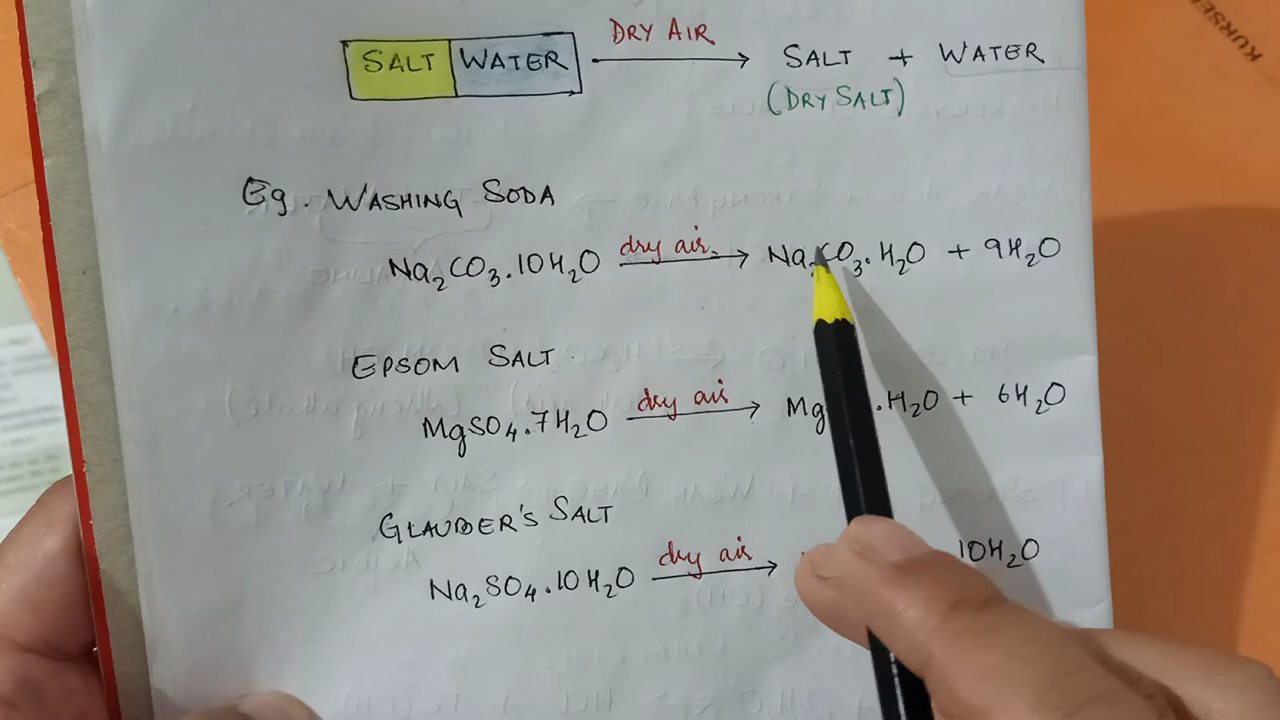 KURSE
SALT WATER DRY AIR → SALT + WATER
(DRY SALT)
Eg. WASHING SODA
Na₂CO₃.10H₂O dry air → Na₂CO₃.H₂O + 9H₂O
EPSOM SALT
MgSO₄.7H₂O dry air → Mg .H₂O + 6H₂O
GLAUBER'S SALT
Na₂SO₄.10H₂O dry air → 10H₂O